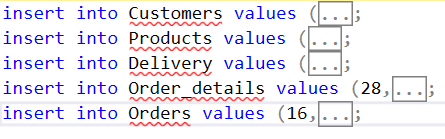 insert into Customers values (...;
insert into Products values (...;
insert into Delivery values (...;
insert into Order_details values (28,...;
insert into Orders values (16,...;